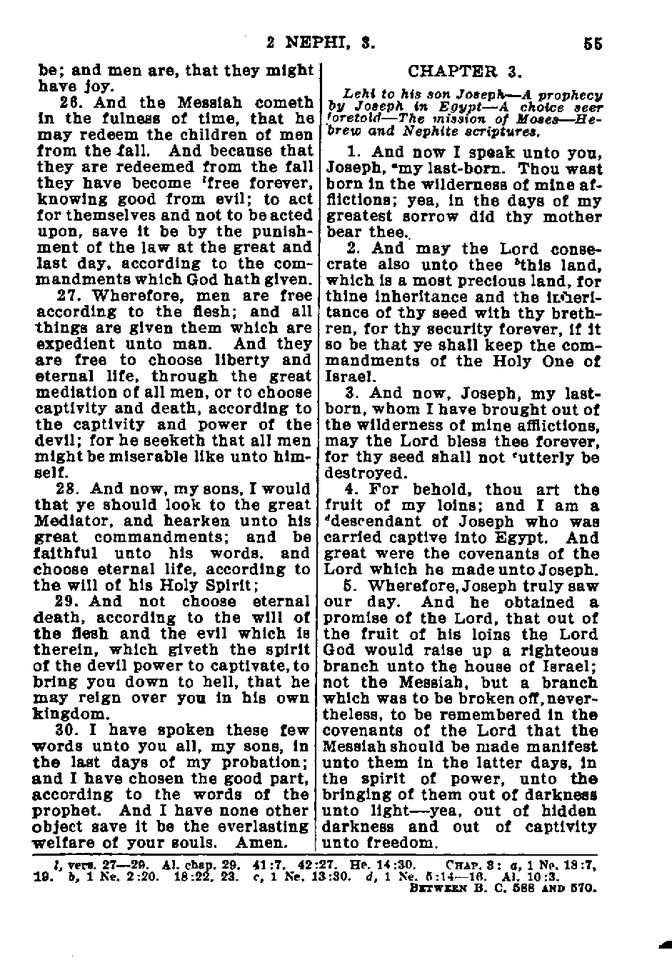 2 NEPHI, 3. 55
be; and men are, that they might
have joy.
26. And the Messiah cometh
in the fulness of time, that he
may redeem the children of men
from the fall. And because that
they are redeemed from the fall
they have become ᶩfree forever,
knowing good from evil; to act
for themselves and not to be acted
upon, save it be by the punish-
ment of the law at the great and
last day, according to the com-
mandments which God hath given.
27. Wherefore, men are free
according to the flesh; and all
things are given them which are
expedient unto man. And they
are free to choose liberty and
eternal life, through the great
mediation of all men, or to choose
captivity and death, according to
the captivity and power of the
devil; for he seeketh that all men
might be miserable like unto him-
self.
28. And now, my sons, I would
that ye should look to the great
Mediator, and hearken unto his
great commandments; and be
faithful unto his words, and
choose eternal life, according to
the will of his Holy Spirit;
29. And not choose eternal
death, according to the will of
the flesh and the evil which is
therein, which giveth the spirit
of the devil power to captivate, to
bring you down to hell, that he
may reign over you in his own
kingdom.
30. I have spoken these few
words unto you all, my sons, in
the last days of my probation;
and I have chosen the good part,
according to the words of the
prophet. And I have none other
object save it be the everlasting
welfare of your souls. Amen.
CHAPTER 3.
Lehi to his son Joseph—A prophecy
by Joseph in Egypt—A choice seer
foretold—The mission of Moses—He-
brew and Nephite scriptures.
1. And now I speak unto you,
Joseph, ᵃmy last-born. Thou wast
born in the wilderness of mine af-
flictions; yea, in the days of my
greatest sorrow did thy mother
bear thee.
2. And may the Lord conse-
crate also unto thee ᵇthis land,
which is a most precious land, for
thine inheritance and the inheri-
tance of thy seed with thy breth-
ren, for thy security forever, if it
so be that ye shall keep the com-
mandments of the Holy One of
Israel.
3. And now, Joseph, my last-
born, whom I have brought out of
the wilderness of mine afflictions,
may the Lord bless thee forever,
for thy seed shall not ᶜutterly be
destroyed.
4. For behold, thou art the
fruit of my loins; and I am a
ᵈdescendant of Joseph who was
carried captive into Egypt. And
great were the covenants of the
Lord which he made unto Joseph.
5. Wherefore, Joseph truly saw
our day. And he obtained a
promise of the Lord, that out of
the fruit of his loins the Lord
God would raise up a righteous
branch unto the house of Israel;
not the Messiah, but a branch
which was to be broken off, never-
theless, to be remembered in the
covenants of the Lord that the
Messiah should be made manifest
unto them in the latter days, in
the spirit of power, unto the
bringing of them out of darkness
unto light—yea, out of hidden
darkness and out of captivity
unto freedom.
l, vers. 27—29. Al. chap. 29. 41:7. 42:27. He. 14:30. CHAP. 3: a, 1 Ne. 18:7,
19. b, 1 Ne. 2:20. 18:22, 23. c, 1 Ne. 13:30. d, 1 Ne. 5:14—16. Al. 10:3.
BETWEEN B. C. 588 AND 570.